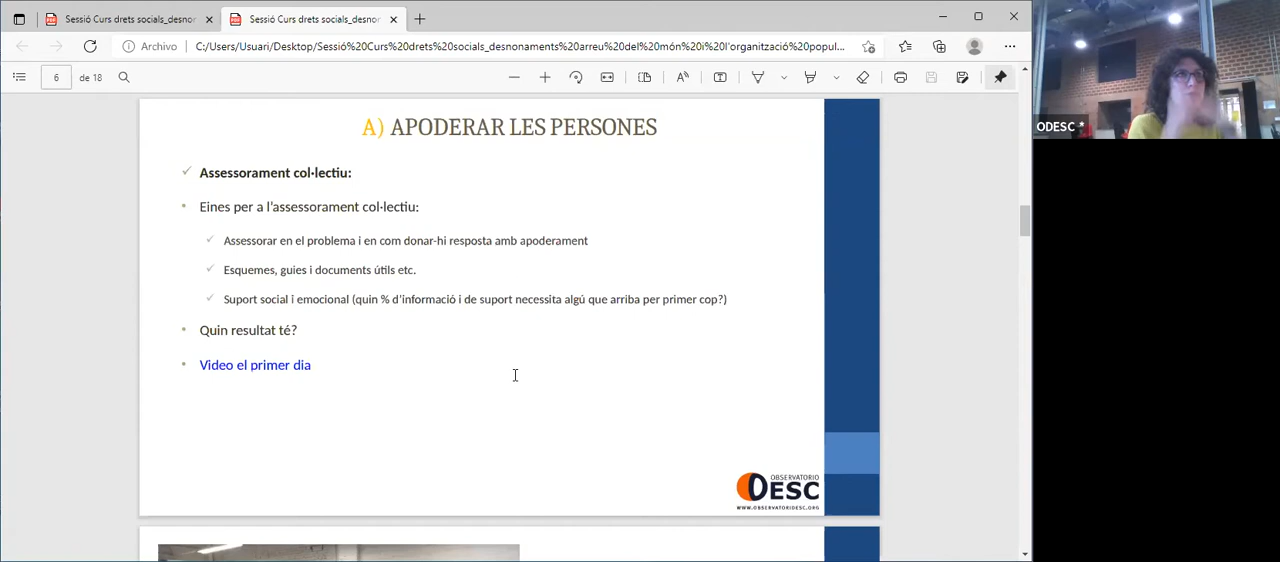 Sessió Curs drets socials_desnon
Sessió Curs drets socials_desnon
Archivo
C:/Users/Usuari/Desktop/Sessió%20Curs%20drets%20socials_desnonaments%20arreu%20del%20món%20i%20l'organització%20popul...
6
de 18
A) APODERAR LES PERSONES
Assessorament col·lectiu:
Eines per a l'assessorament col·lectiu:
Assessorar en el problema i en com donar-hi resposta amb apoderament
Esquemes, guies i documents útils etc.
Suport social i emocional (quin % d'informació i de suport necessita algú que arriba per primer cop?)
Quin resultat té?
Video el primer dia
OBSERVATORIO
DESC
WWW.OBSERVATORIDESC.ORG
ODESC *